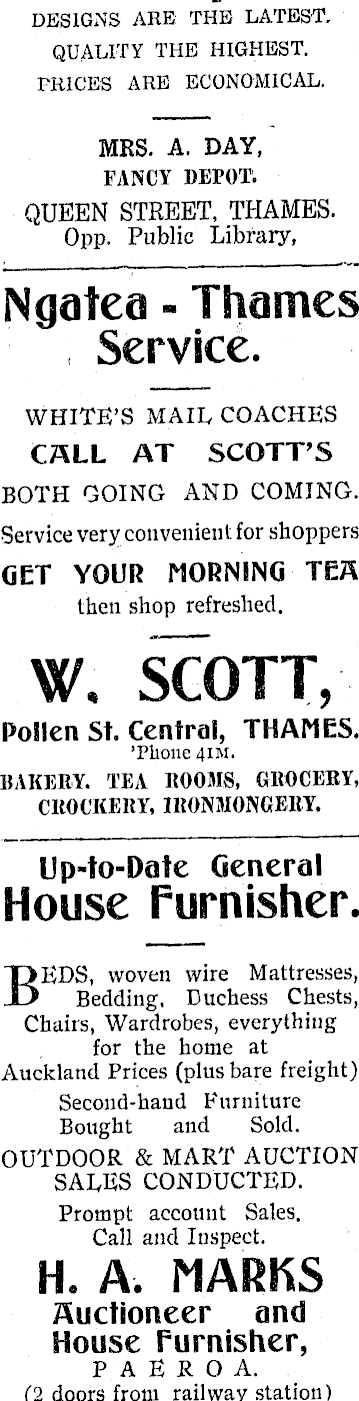 DESIGNS ARE THE LATEST.
QUALITY THE HIGHEST.
PRICES ARE ECONOMICAL.
MRS. A. DAY,
FANCY DEPOT.
QUEEN STREET, THAMES.
Opp. Public Library,
Ngatea - Thames
Service.
WHITE'S MAIL COACHES
CALL AT SCOTT'S
BOTH GOING AND COMING.
Service very convenient for shoppers
GET YOUR MORNING TEA
then shop refreshed.
W. SCOTT,
Pollen St. Central, THAMES.
'Phone 41M.
BAKERY. TEA ROOMS, GROCERY,
CROCKERY, IRONMONGERY.
Up-to-Date General
House Furnisher.
BEDS, woven wire Mattresses,
Bedding, Duchess Chests,
Chairs, Wardrobes, everything
for the home at
Auckland Prices (plus bare freight)
Second-hand Furniture
Bought and Sold.
OUTDOOR & MART AUCTION
SALES CONDUCTED.
Prompt account Sales.
Call and Inspect.
H. A. MARKS
Auctioneer and
House Furnisher,
PAEROA.
(2 doors from railway station)